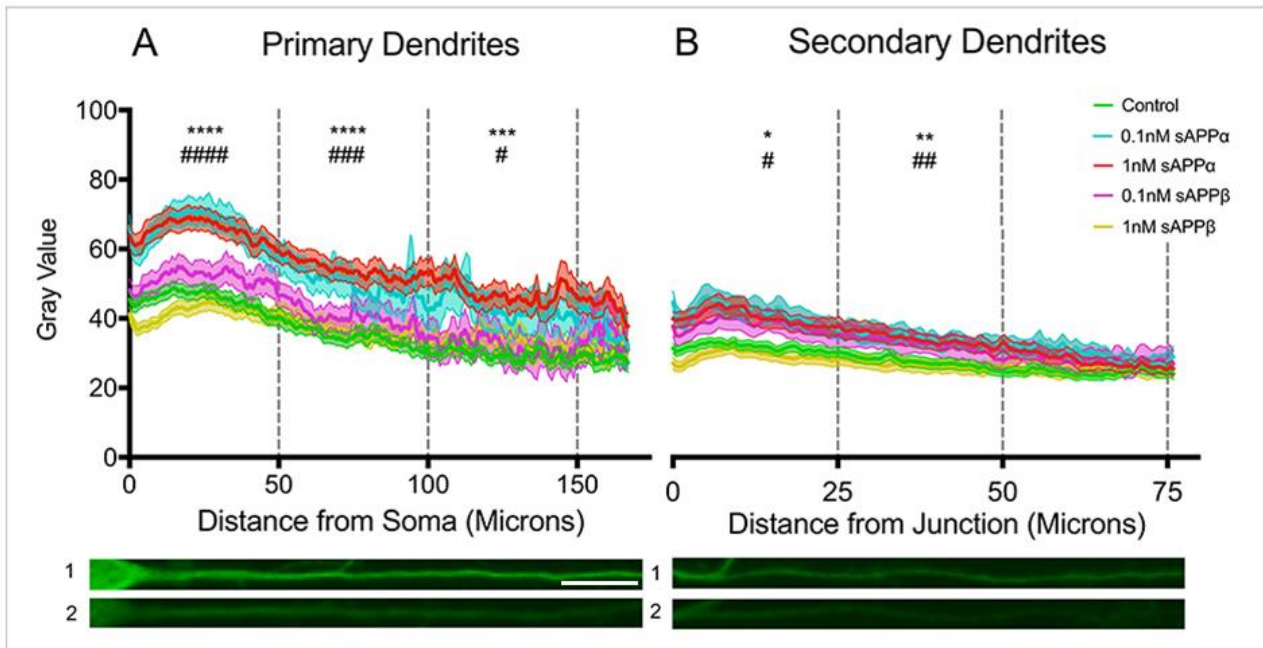 A Primary Dendrites
B Secondary Dendrites
100
80
60
40
20
0
Gray Value
**** **** ***
#### ### #
* **
# ##
Control
0.1nM sAPPα
1nM sAPPα
0.1nM sAPPβ
1nM sAPPβ
0 50 100 150
0 25 50 75
Distance from Soma (Microns)
Distance from Junction (Microns)
1
2
1
2